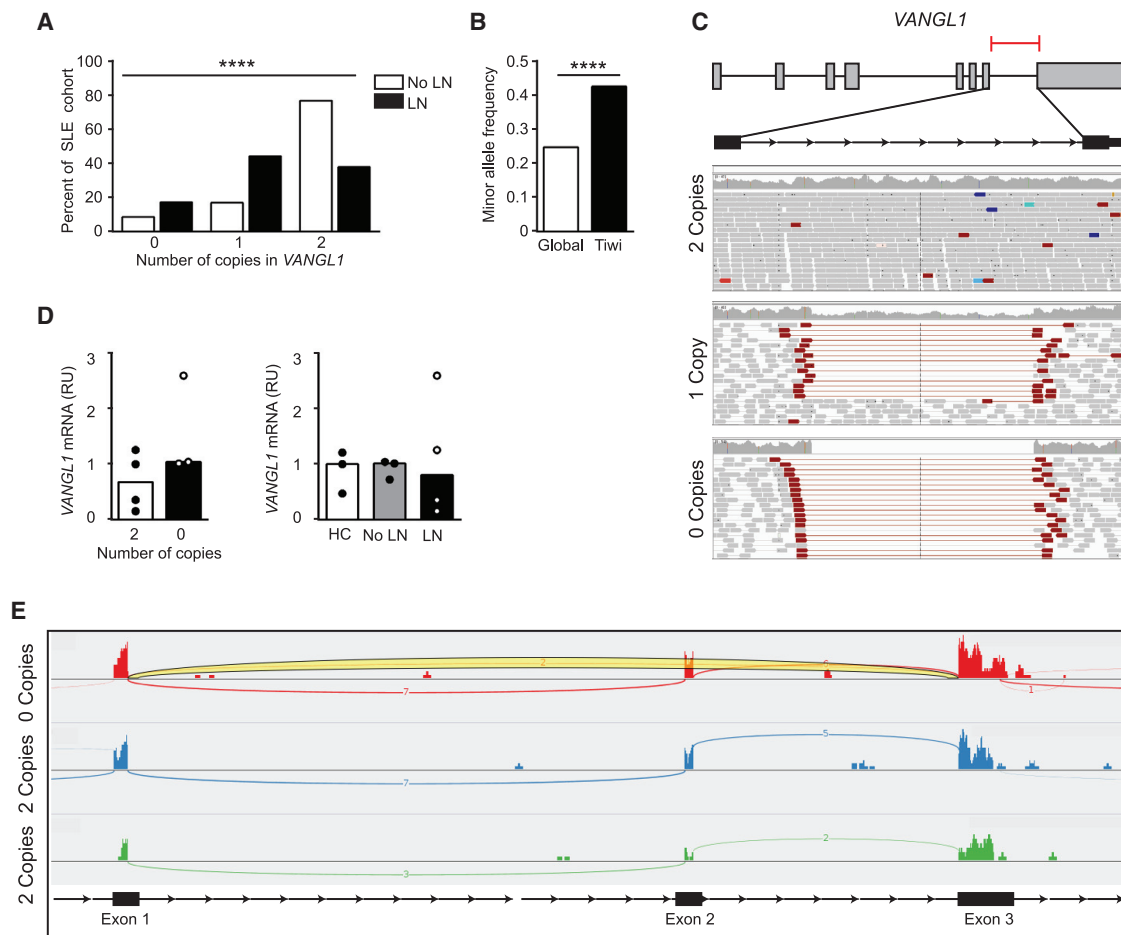 A
Percent of SLE cohort
100
80
60
40
20
0
****
No LN
LN
0 1 2
Number of copies in VANGL1
B
Minor allele frequency
0.5
0.4
0.3
0.2
0.1
0.0
****
Global Tiwi
C
VANGL1
2 Copies
1 Copy
0 Copies
D
VANGL1 mRNA (RU)
3
2
1
0
2 0
Number of copies
VANGL1 mRNA (RU)
3
2
1
0
HC No LN LN
E
0 Copies
2
7
1
2 Copies
5
7
2 Copies
2
3
Exon 1 Exon 2 Exon 3